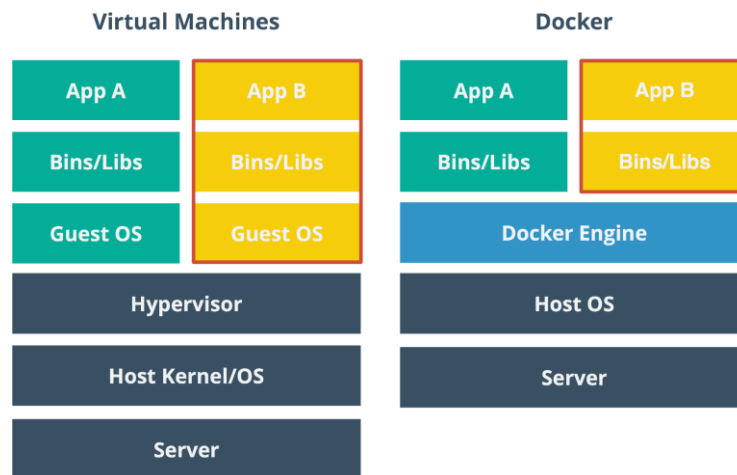 Virtual Machines
App A
App B
Bins/Libs
Bins/Libs
Guest OS
Guest OS
Hypervisor
Host Kernel/OS
Server
Docker
App A
App B
Bins/Libs
Bins/Libs
Docker Engine
Host OS
Server